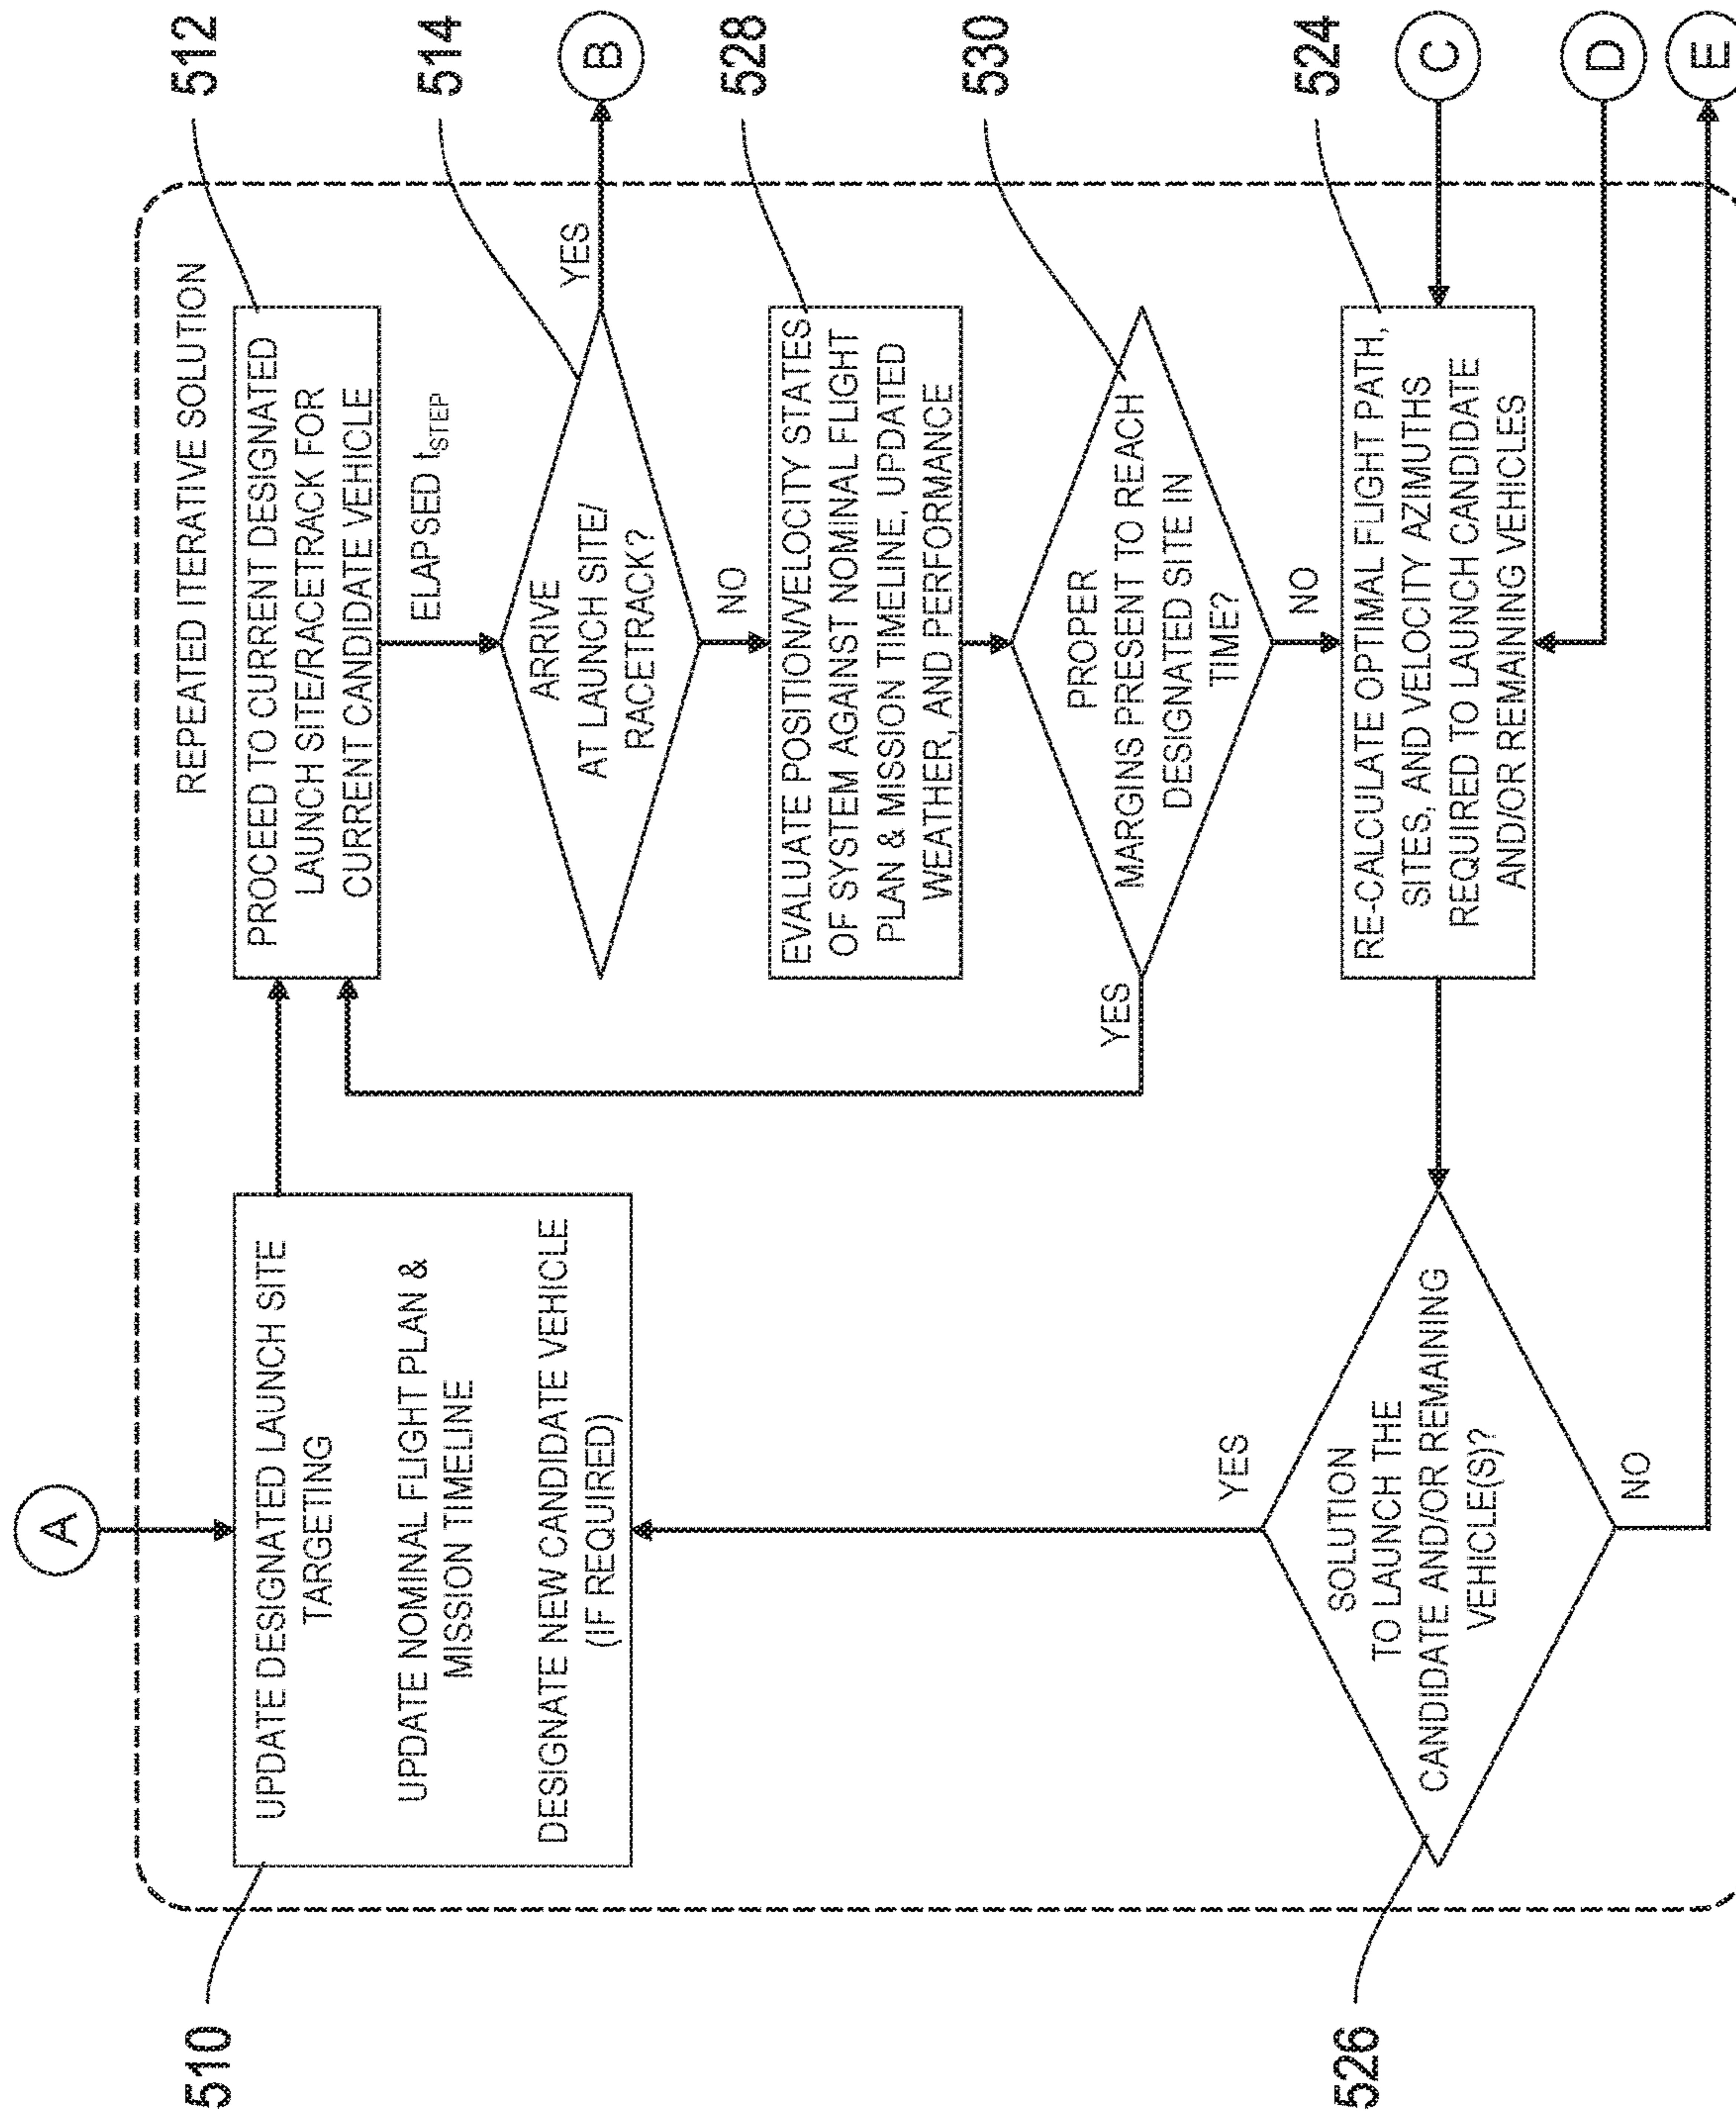 A
510
UPDATE DESIGNATED LAUNCH SITE
TARGETING
UPDATE NOMINAL FLIGHT PLAN &
MISSION TIMELINE
DESIGNATE NEW CANDIDATE VEHICLE
(IF REQUIRED)
REPEATED ITERATIVE SOLUTION
512
PROCEED TO CURRENT DESIGNATED
LAUNCH SITE/RACETRACK FOR
CURRENT CANDIDATE VEHICLE
ELAPSED tSTEP
514
ARRIVE
AT LAUNCH SITE/
RACETRACK?
YES
B
NO
528
EVALUATE POSITION/VELOCITY STATES
OF SYSTEM AGAINST NOMINAL FLIGHT
PLAN & MISSION TIMELINE, UPDATED
WEATHER, AND PERFORMANCE
530
PROPER
MARGINS PRESENT TO REACH
DESIGNATED SITE IN
TIME?
YES
NO
524
RE-CALCULATE OPTIMAL FLIGHT PATH,
SITES, AND VELOCITY AZIMUTHS
REQUIRED TO LAUNCH CANDIDATE
AND/OR REMAINING VEHICLES
C
D
526
SOLUTION
TO LAUNCH THE
CANDIDATE AND/OR REMAINING
VEHICLE(S)?
YES
NO
E